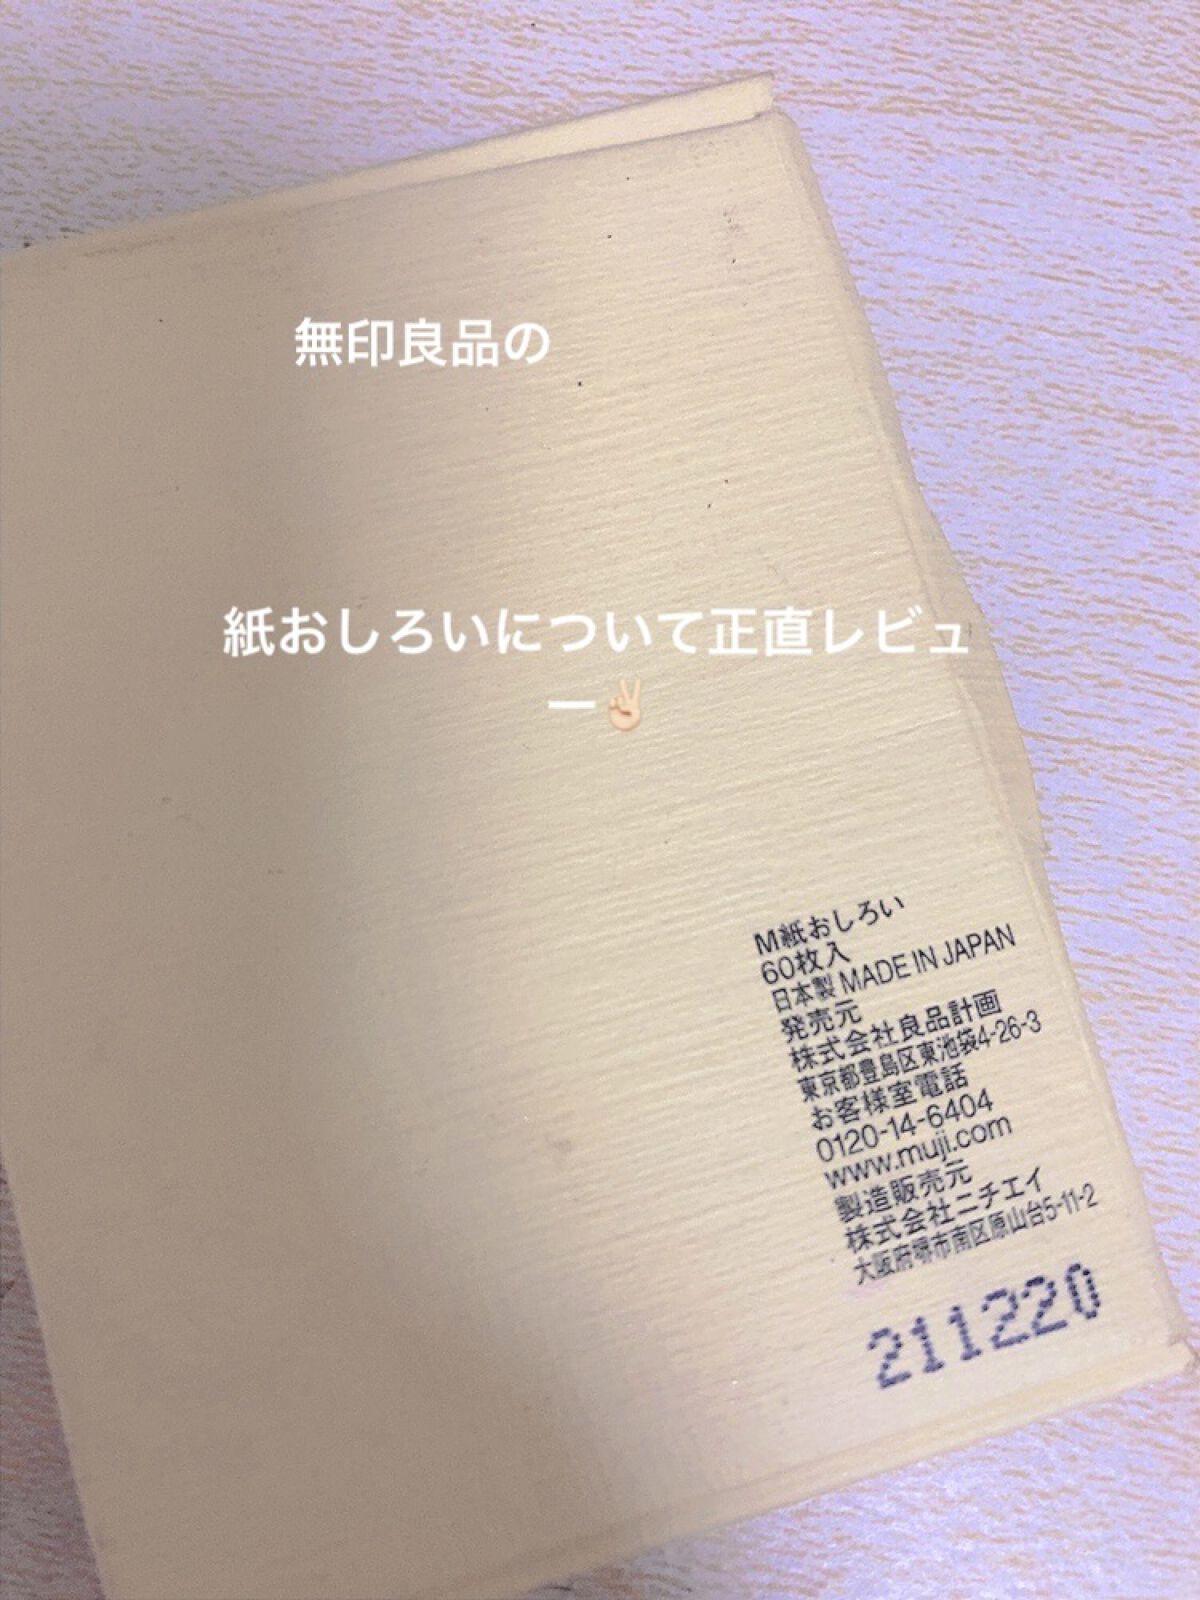 無印良品の
紙おしろいについて正直レビュ
ー✌🏻
M紙おしろい
60枚入
日本製 MADE IN JAPAN
発売元
株式会社良品計画
東京都豊島区東池袋4-26-3
お客様室電話
0120-14-6404
www.muji.com
製造販売元
株式会社ニチエイ
大阪府堺市南区原山台5-11-2
211220